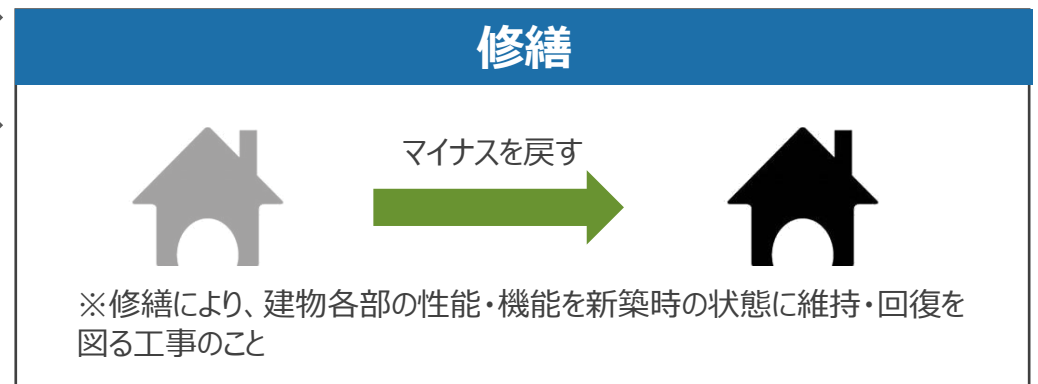 修繕
マイナスを戻す
※修繕により、建物各部の性能・機能を新築時の状態に維持・回復を
図る工事のこと